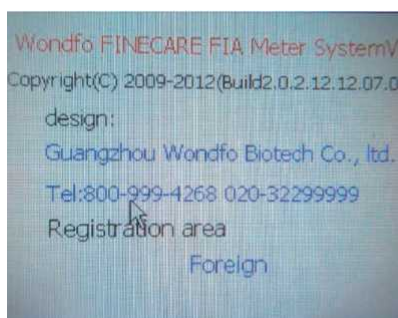 Wondfo FINECARE FIA Meter SystemV
Copyright(C) 2009-2012(Build2.0.2.12.12.07.0
design:
Guangzhou Wondfo Biotech Co., ltd.
Tel:800-999-4268 020-32299999
Registration area
Foreign